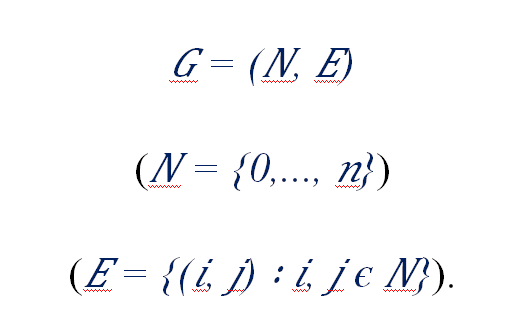 G = (N, E)
(N = {0,..., n})
(E = {(i, j) : i, j ϵ N}).